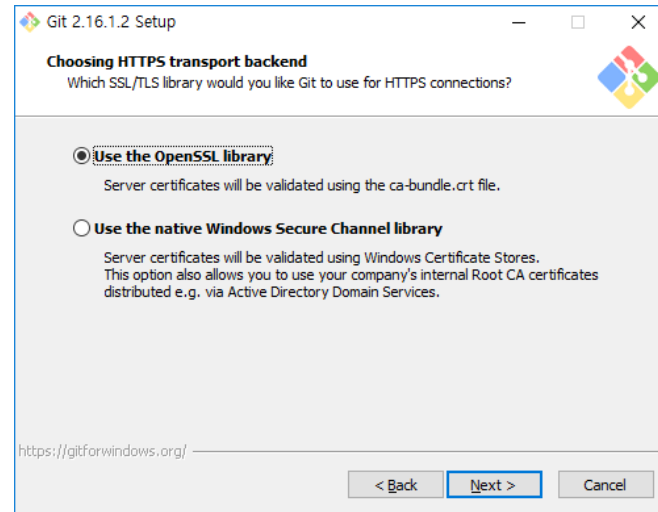 Git 2.16.1.2 Setup
Choosing HTTPS transport backend
Which SSL/TLS library would you like Git to use for HTTPS connections?
Use the OpenSSL library
Server certificates will be validated using the ca-bundle.crt file.
Use the native Windows Secure Channel library
Server certificates will be validated using Windows Certificate Stores.
This option also allows you to use your company's internal Root CA certificates
distributed e.g. via Active Directory Domain Services.
https://gitforwindows.org/
< Back Next > Cancel